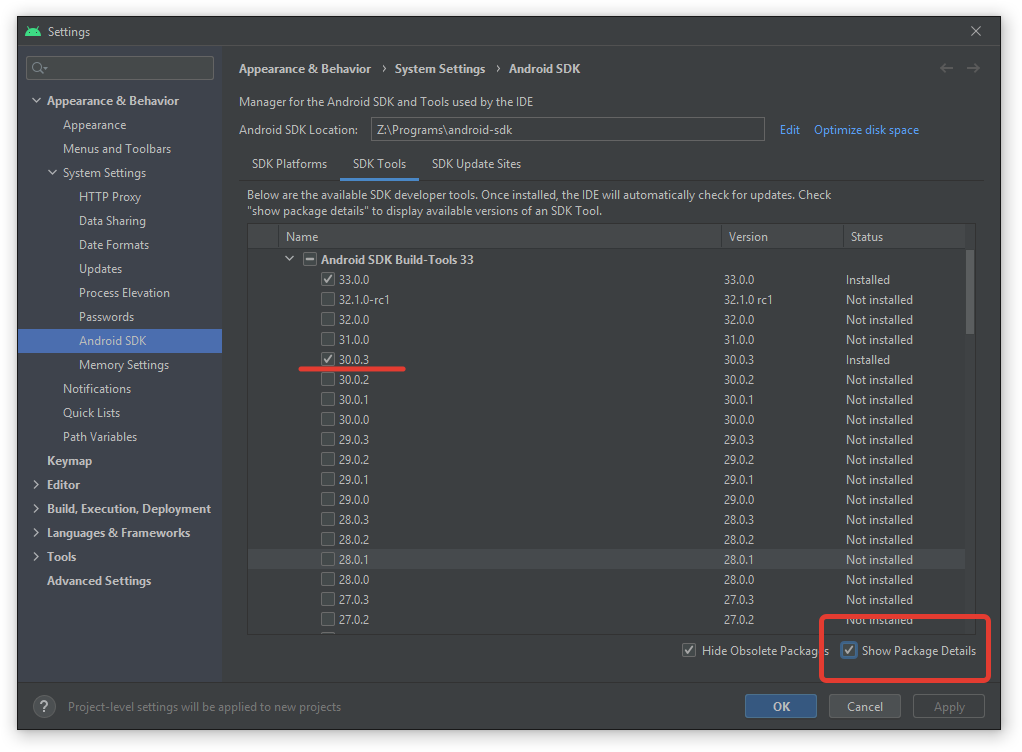 Settings
Appearance & Behavior
Appearance
Menus and Toolbars
System Settings
HTTP Proxy
Data Sharing
Date Formats
Updates
Process Elevation
Passwords
Android SDK
Memory Settings
Notifications
Quick Lists
Path Variables
Keymap
Editor
Build, Execution, Deployment
Languages & Frameworks
Tools
Advanced Settings
Appearance & Behavior › System Settings › Android SDK
Manager for the Android SDK and Tools used by the IDE
Android SDK Location: Z:\Programs\android-sdk Edit Optimize disk space
SDK Platforms SDK Tools SDK Update Sites
Below are the available SDK developer tools. Once installed, the IDE will automatically check for updates. Check
"show package details" to display available versions of an SDK Tool.
Name Version Status
Android SDK Build-Tools 33
33.0.0 33.0.0 Installed
32.1.0-rc1 32.1.0 rc1 Not installed
32.0.0 32.0.0 Not installed
31.0.0 31.0.0 Not installed
30.0.3 30.0.3 Installed
30.0.2 30.0.2 Not installed
30.0.1 30.0.1 Not installed
30.0.0 30.0.0 Not installed
29.0.3 29.0.3 Not installed
29.0.2 29.0.2 Not installed
29.0.1 29.0.1 Not installed
29.0.0 29.0.0 Not installed
28.0.3 28.0.3 Not installed
28.0.2 28.0.2 Not installed
28.0.1 28.0.1 Not installed
28.0.0 28.0.0 Not installed
27.0.3 27.0.3 Not installed
27.0.2 27.0.2 Not installed
Hide Obsolete Packages Show Package Details
? Project-level settings will be applied to new projects
OK Cancel Apply